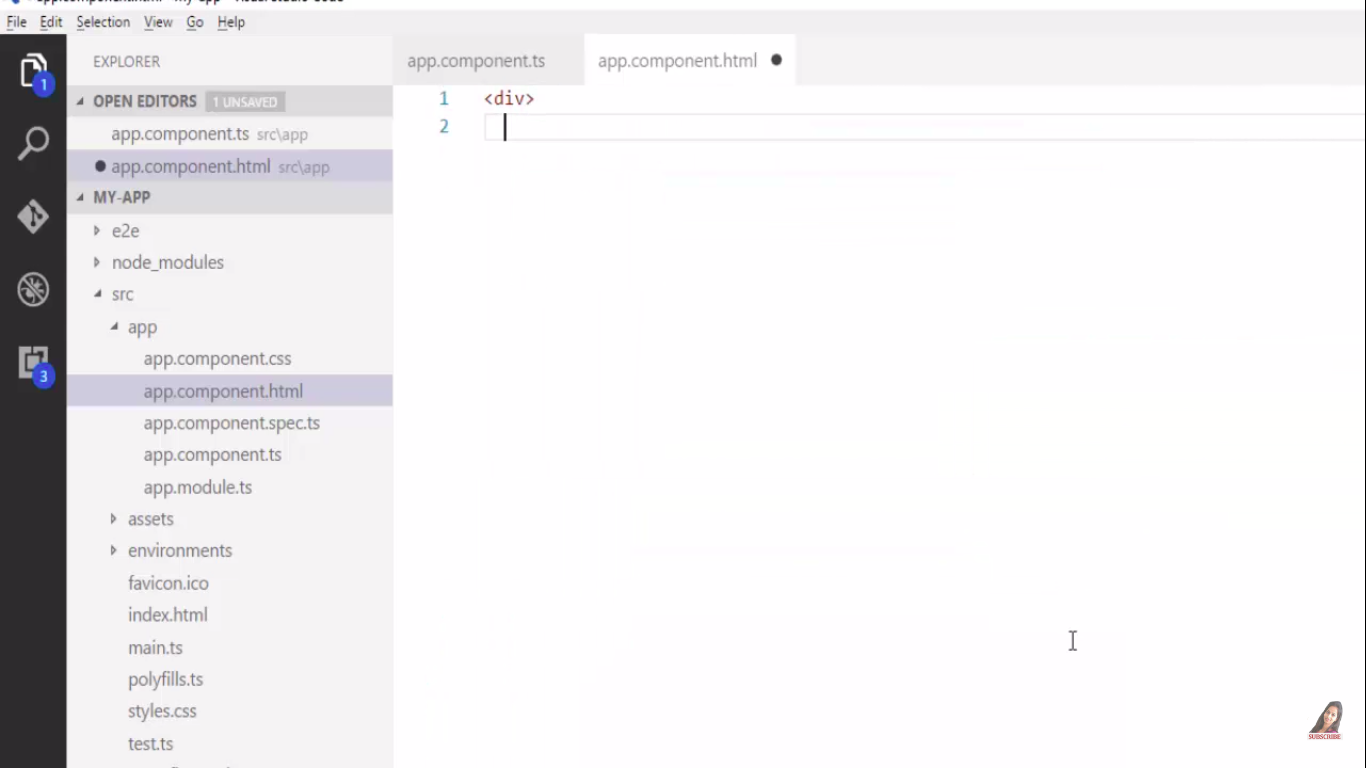 File Edit Selection View Go Help
EXPLORER
1
OPEN EDITORS 1 UNSAVED
app.component.ts src\app
app.component.html src\app
MY-APP
e2e
node_modules
src
app
app.component.css
3
app.component.html
app.component.spec.ts
app.component.ts
app.module.ts
assets
environments
favicon.ico
index.html
main.ts
polyfills.ts
styles.css
test.ts
app.component.ts app.component.html
1 <div>
2
SUBSCRIBE